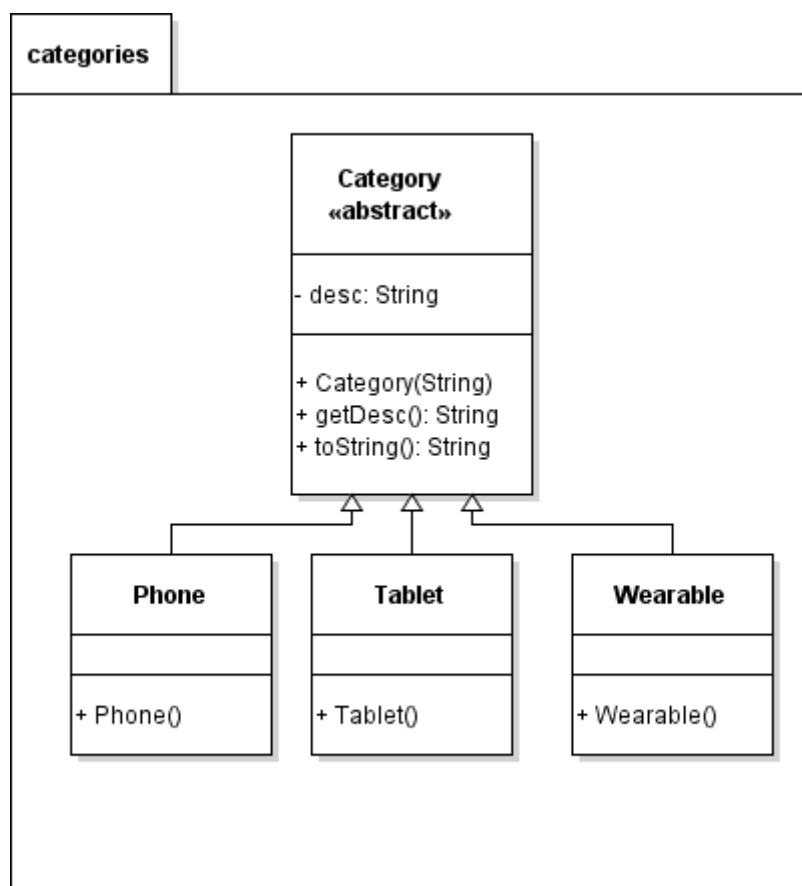 categories
Category
«abstract»
- desc: String
+ Category(String)
+ getDesc(): String
+ toString(): String
Phone
Tablet
Wearable
+ Phone()
+ Tablet()
+ Wearable()